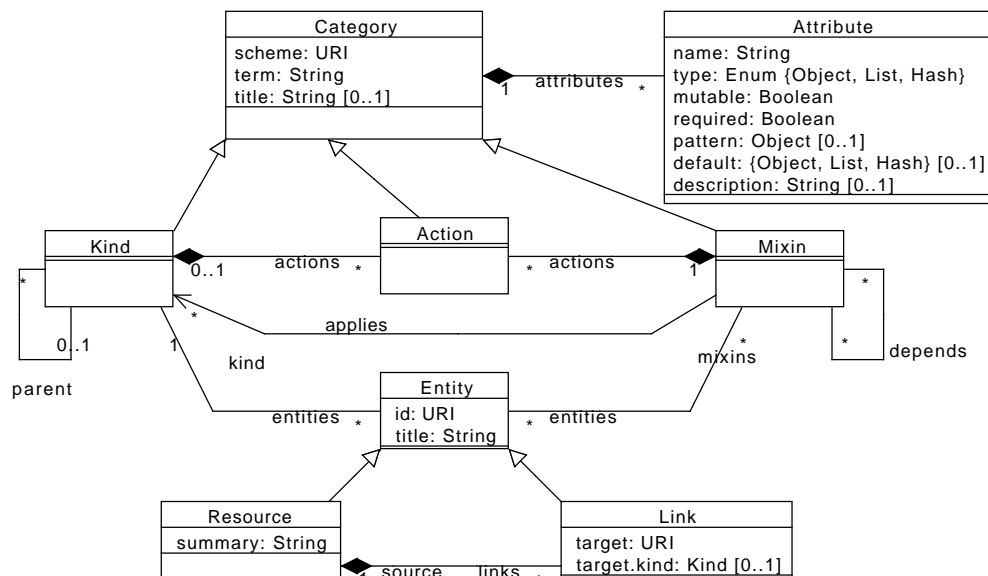 Category
scheme: URI
term: String
title: String [0..1]
1 attributes *
Attribute
name: String
type: Enum {Object, List, Hash}
mutable: Boolean
required: Boolean
pattern: Object [0..1]
default: {Object, List, Hash} [0..1]
description: String [0..1]
Kind
0..1 actions *
Action
* actions 1
Mixin
*
0..1
parent
*
*
depends
*
applies
1
kind
*
mixins
entities *
Entity
id: URI
title: String
* entities
Resource
summary: String
Link
target: URI
target.kind: Kind [0..1]
source links